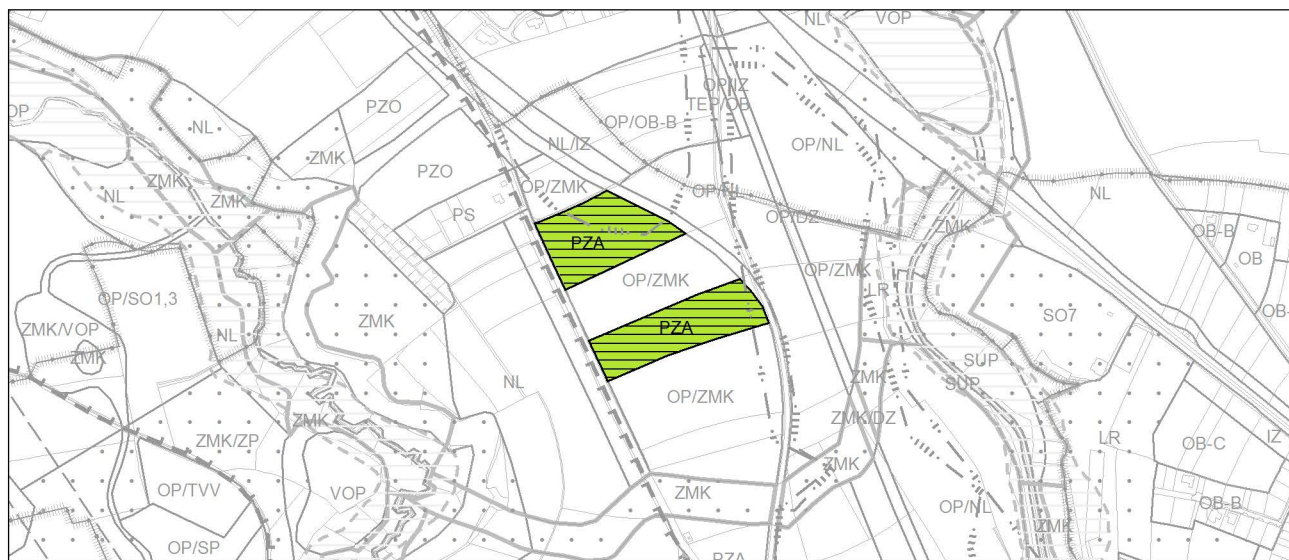 VOP
OP
PZO
OP/IZ
TEP/OB
NL
OP/OB-B
ZMK
NL/IZ
OP/NL
PZO
ZMK
NL
OP/ZMK
OP/NL
NL
ZMK
PS
OP/DZ
ZMK
OB-B
PZA
OB
OP/ZMK
OP/ZMK
LR
OP/SO1,3
OB-
ZMK/VOP
ZMK
SO7
NL
ZMK
PZA
SUP
NL
ZMK
SUP
OP/ZMK
ZMK/DZ
ZMK
ZMK/ZP
LR
OB-C
IZ
ZMK
OP/TVV
VOP
ZMK
OP/NL
OB-B
ZMK
OP/SP
PZA